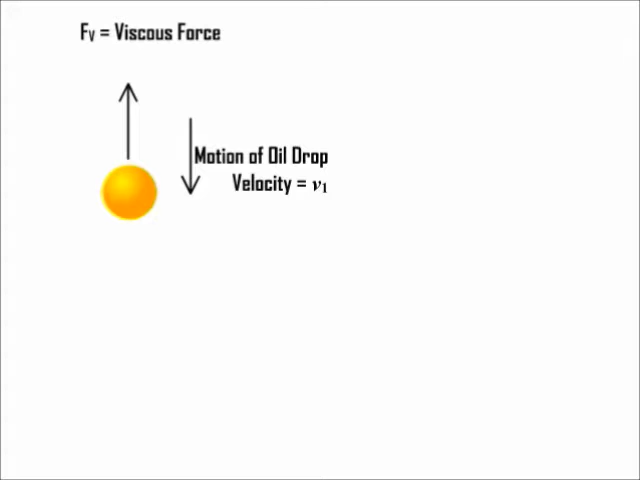 Fv = Viscous Force
Motion of Oil Drop
Velocity = v₁